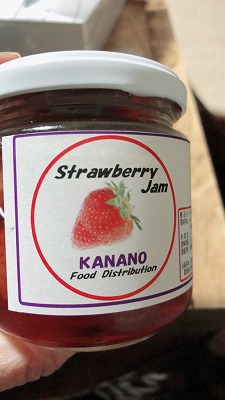 Strawberry
Jam
KANANO
Food Distribution